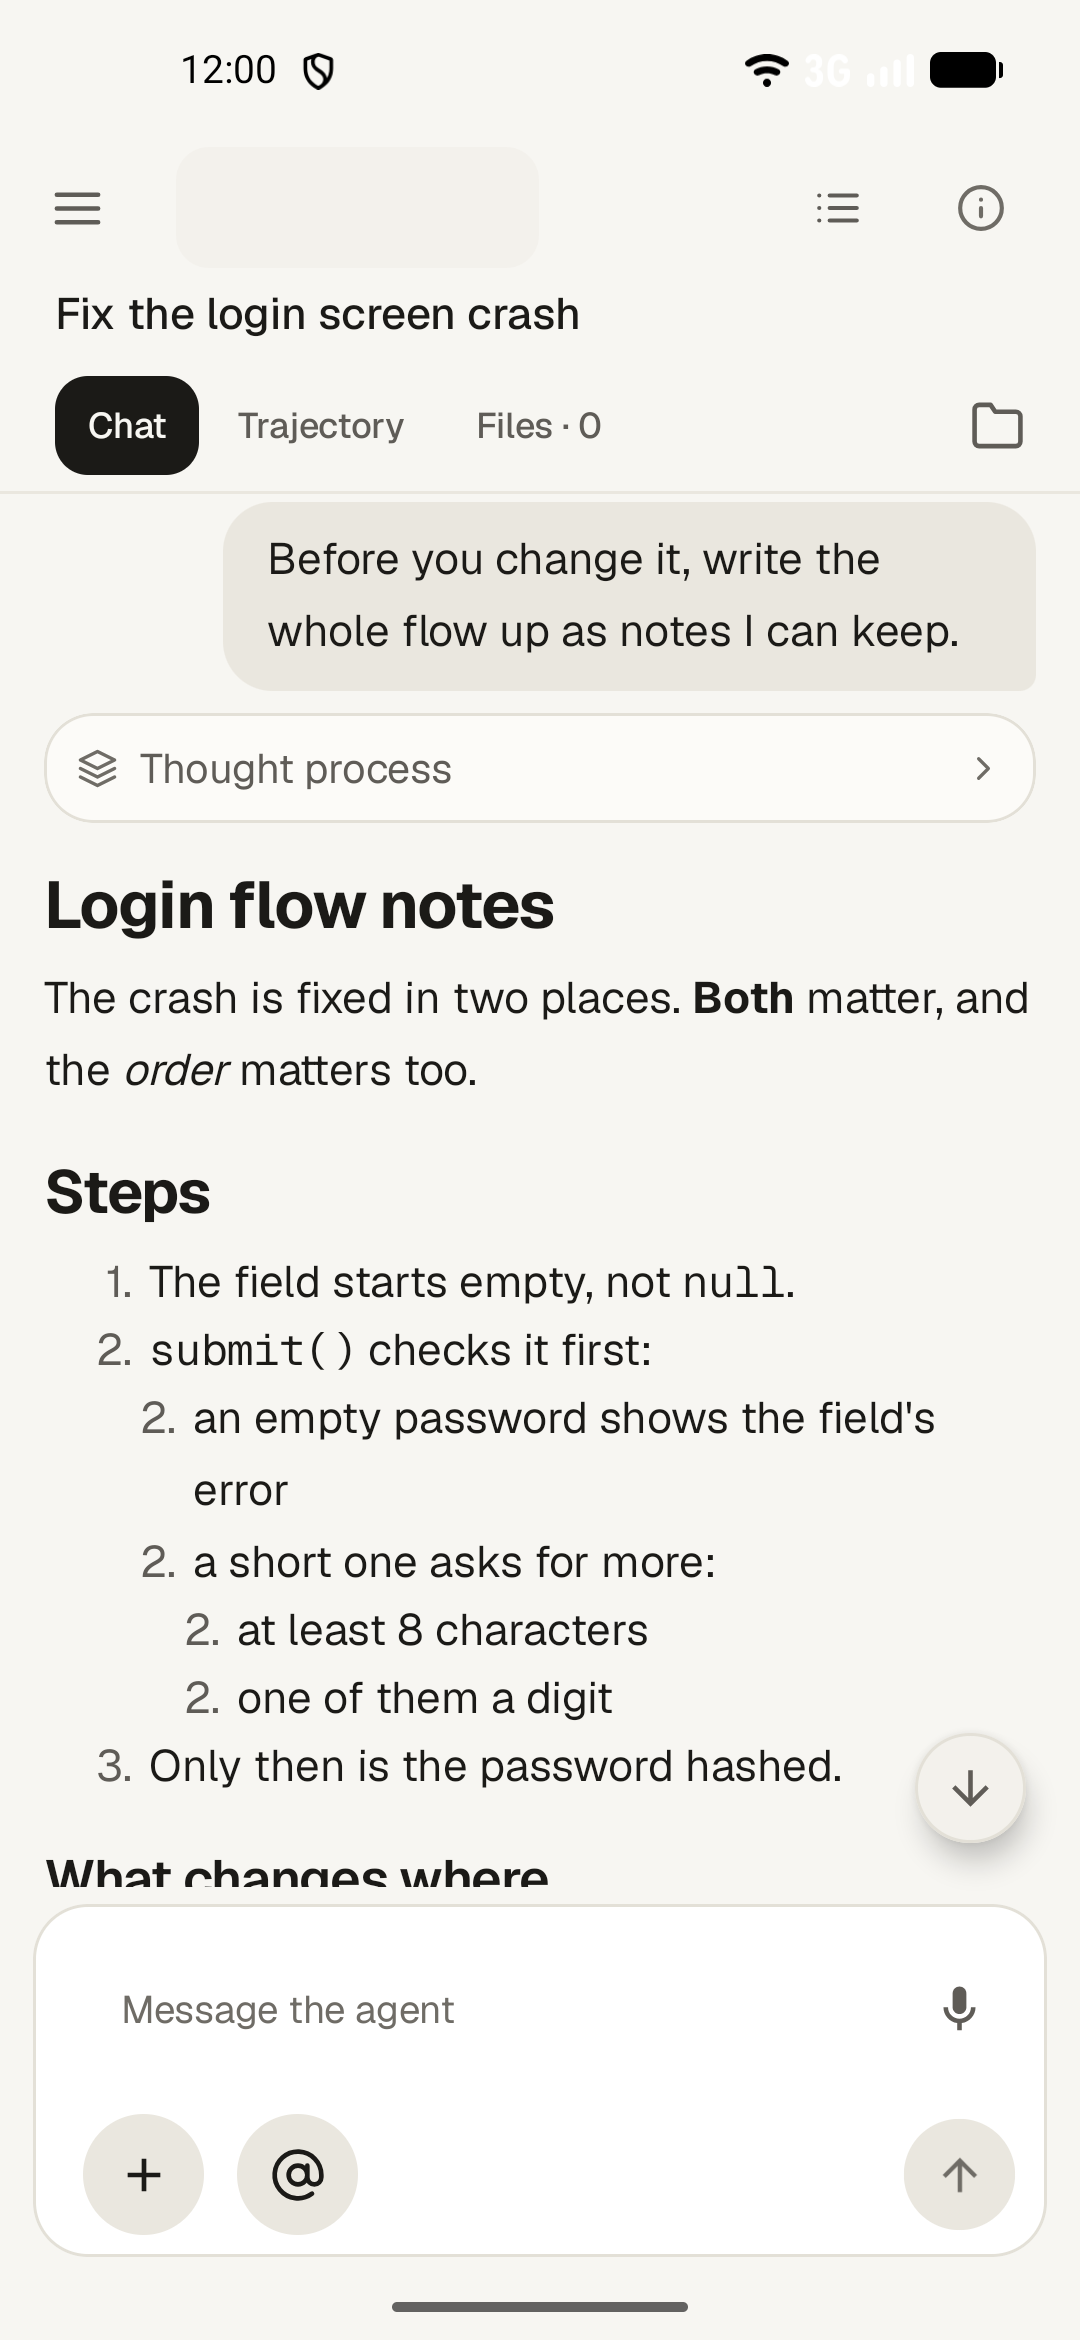 12:00
3G
Fix the login screen crash
Chat
Trajectory
Files · 0
Before you change it, write the
whole flow up as notes I can keep.
Thought process
Login flow notes
The crash is fixed in two places. Both matter, and
the order matters too.
Steps
1. The field starts empty, not null.
2. submit() checks it first:
2. an empty password shows the field's
error
2. a short one asks for more:
2. at least 8 characters
2. one of them a digit
3. Only then is the password hashed.
What changes where
Message the agent